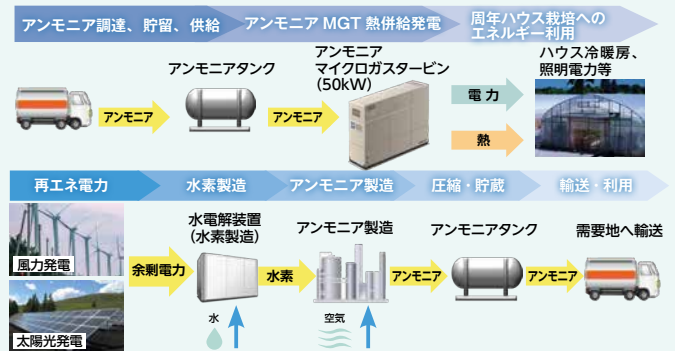 アンモニア調達、貯留、供給
アンモニア MGT 熱併給発電
周年ハウス栽培への
エネルギー利用
アンモニアタンク
アンモニア
マイクロガスタービン
(50kW)
ハウス冷暖房、
照明電力等
アンモニア
アンモニア
電力
熱
再エネ電力
水素製造
アンモニア製造
圧縮・貯蔵
輸送・利用
水電解装置
(水素製造)
アンモニア製造
アンモニアタンク
需要地へ輸送
風力発電
余剰電力
水素
アンモニア
アンモニア
水
空気
太陽光発電